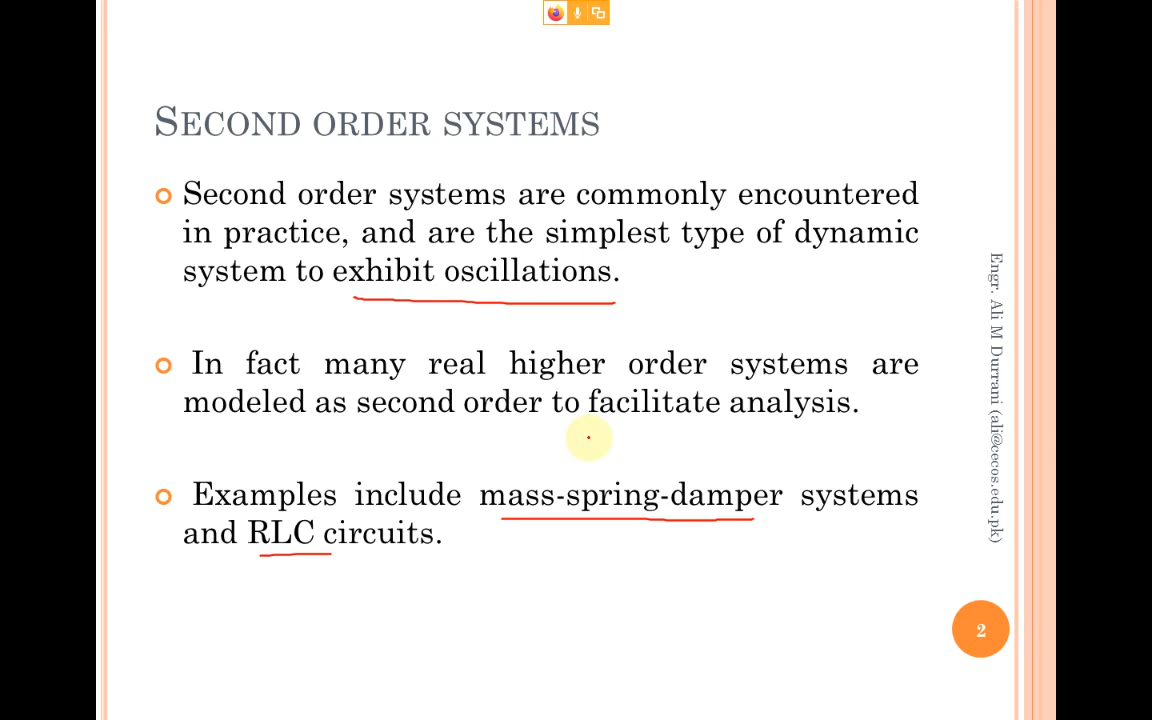 SECOND ORDER SYSTEMS
Second order systems are commonly encountered
in practice, and are the simplest type of dynamic
system to exhibit oscillations.
In fact many real higher order systems are
modeled as second order to facilitate analysis.
Examples include mass-spring-damper systems
and RLC circuits.
Engr. Ali M Durrani (ali@cecos.edu.pk)
2